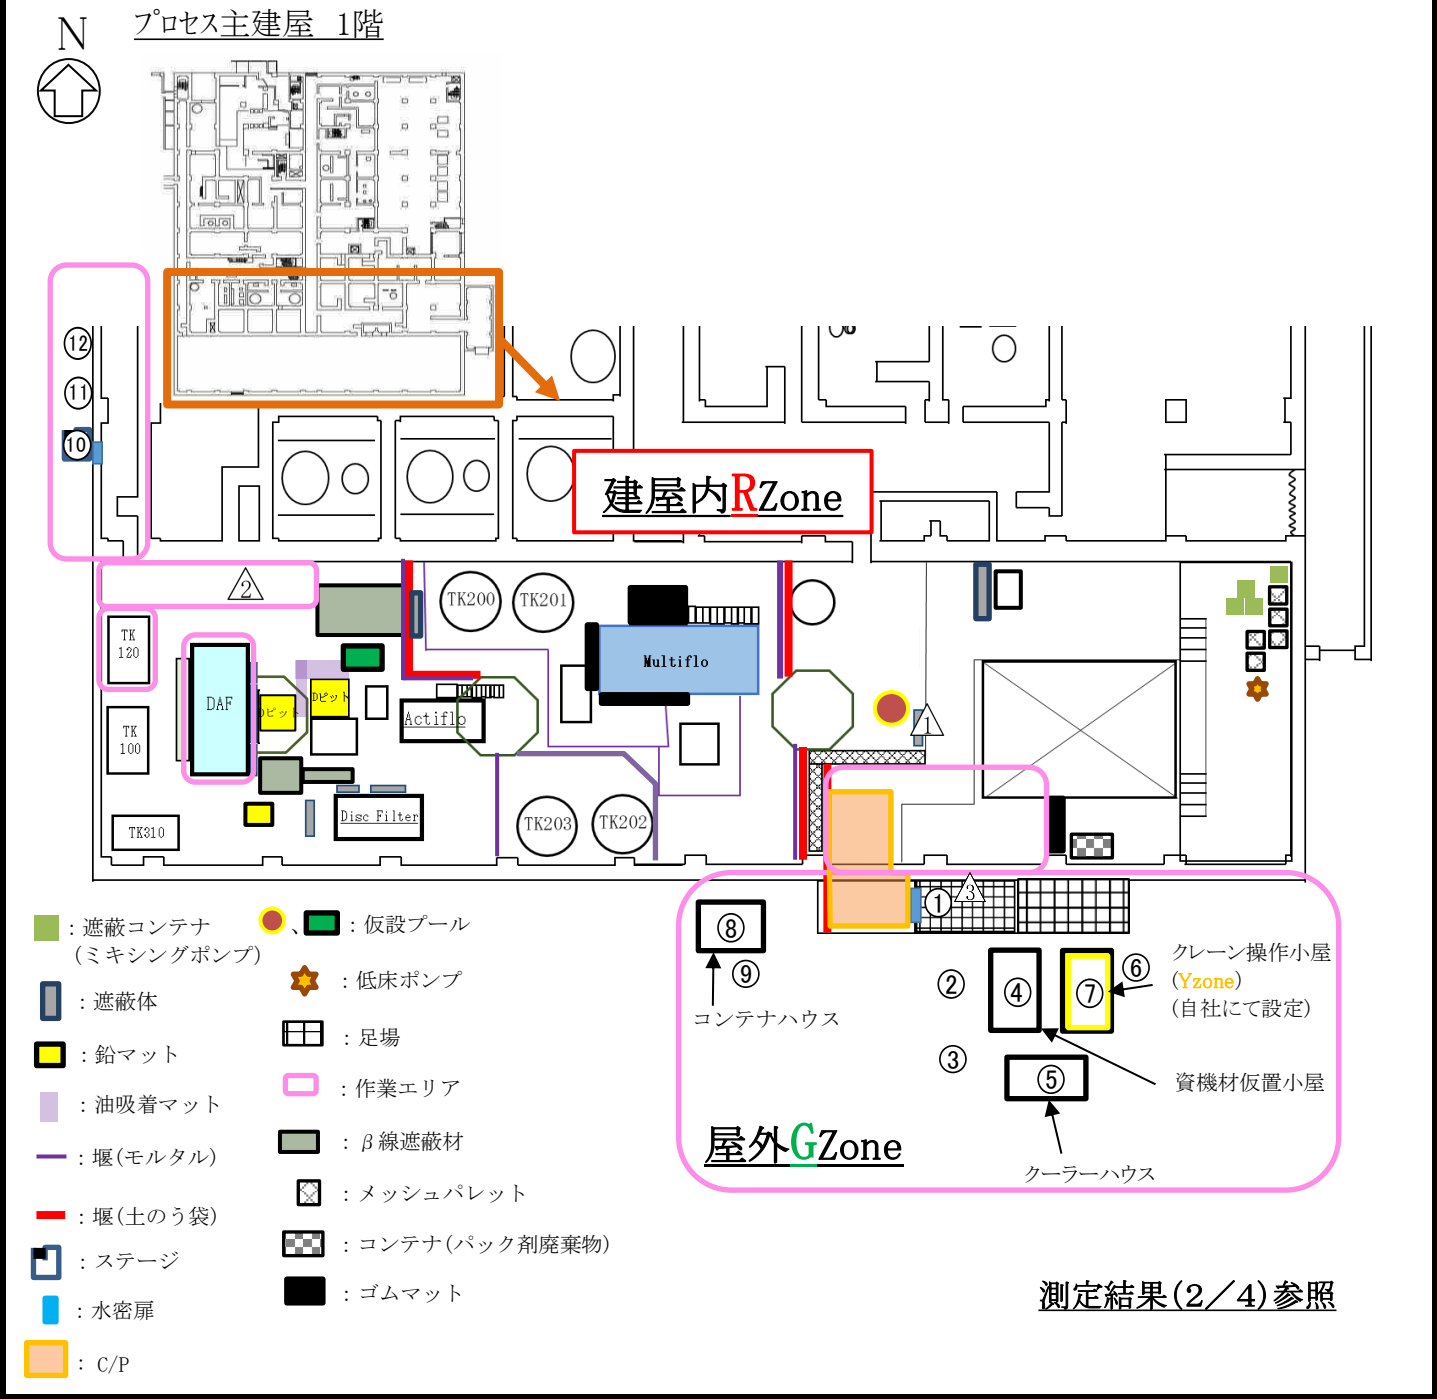 N
プロセス主建屋 1階
⑫
⑪
⑩
建屋内RZone
2
TK200
TK201
TK
120
Multiflo
DAF
Dピット
Dピット
Actiflo
TK
100
1
Disc Filter
TK310
TK203
TK202
3
①
⑧
⑨
コンテナハウス
②
③
④
⑦
⑥
⑤
クレーン操作小屋
(Yzone)
(自社にて設定)
資機材仮置小屋
クーラーハウス
屋外GZone
：遮蔽コンテナ
(ミキシングポンプ)
：遮蔽体
：鉛マット
：油吸着マット
：堰(モルタル)
：堰(土のう袋)
：ステージ
：水密扉
：C/P
、：仮設プール
：低床ポンプ
：足場
：作業エリア
：β線遮蔽材
：メッシュパレット
：コンテナ(パック剤廃棄物)
：ゴムマット
測定結果(2／4)参照